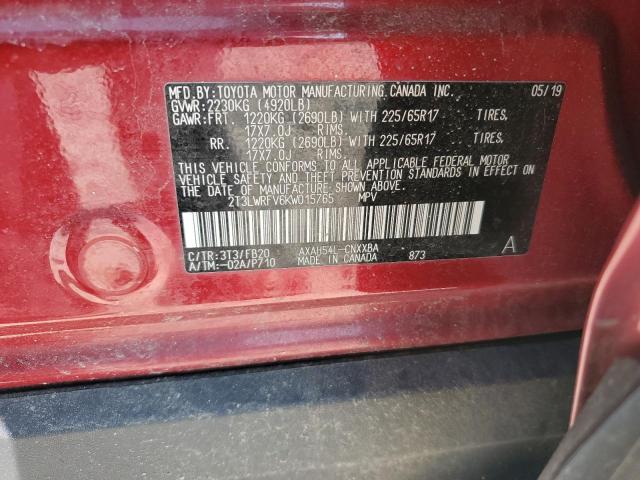 MFD.BY:TOYOTA MOTOR MANUFACTURING.CANADA INC. 05/19
GVWR:2230KG (4920LB)
GAWR:FRT. 1220KG (2690LB) WITH 225/65R17 TIRES.
17X7.0J RIMS.
RR. 1220KG (2690LB) WITH 225/65R17 TIRES.
17X7.0J RIMS.
THIS VEHICLE CONFORMS TO ALL APPLICABLE FEDERAL MOTOR
VEHICLE SAFETY AND THEFT PREVENTION STANDARDS IN EFFECT ON
THE DATE OF MANUFACTURE SHOWN ABOVE.
2T3LWRFV6KW015765 MPV
C/TR:3T3/FB20 AXAH54L-CNXXBA A
A/TM:-02A/P710 MADE IN CANADA 873